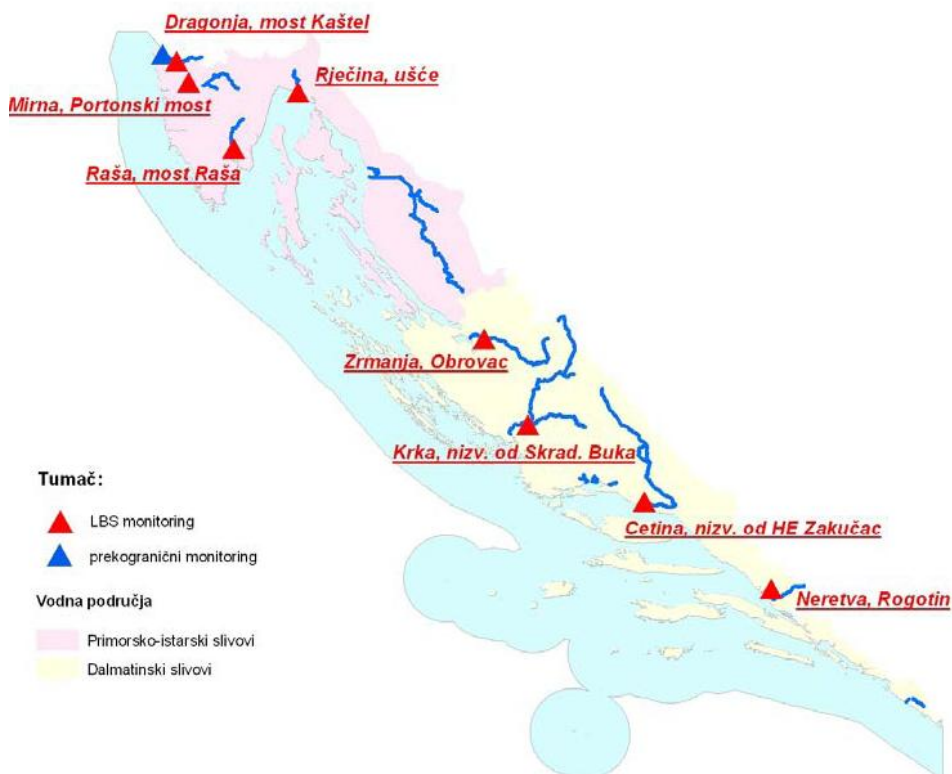 Dragonja, most Kaštel
Rječina, ušće
Mirna, Portonski most
Raša, most Raša
Zrmanja, Obrovac
Krka, nizv. od Skrad. Buka
Cetina, nizv. od HE Zakučac
Neretva, Rogotin
Tumač:
LBS monitoring
prekogranični monitoring
Vodna područja
Primorsko-istarski slivovi
Dalmatinski slivovi